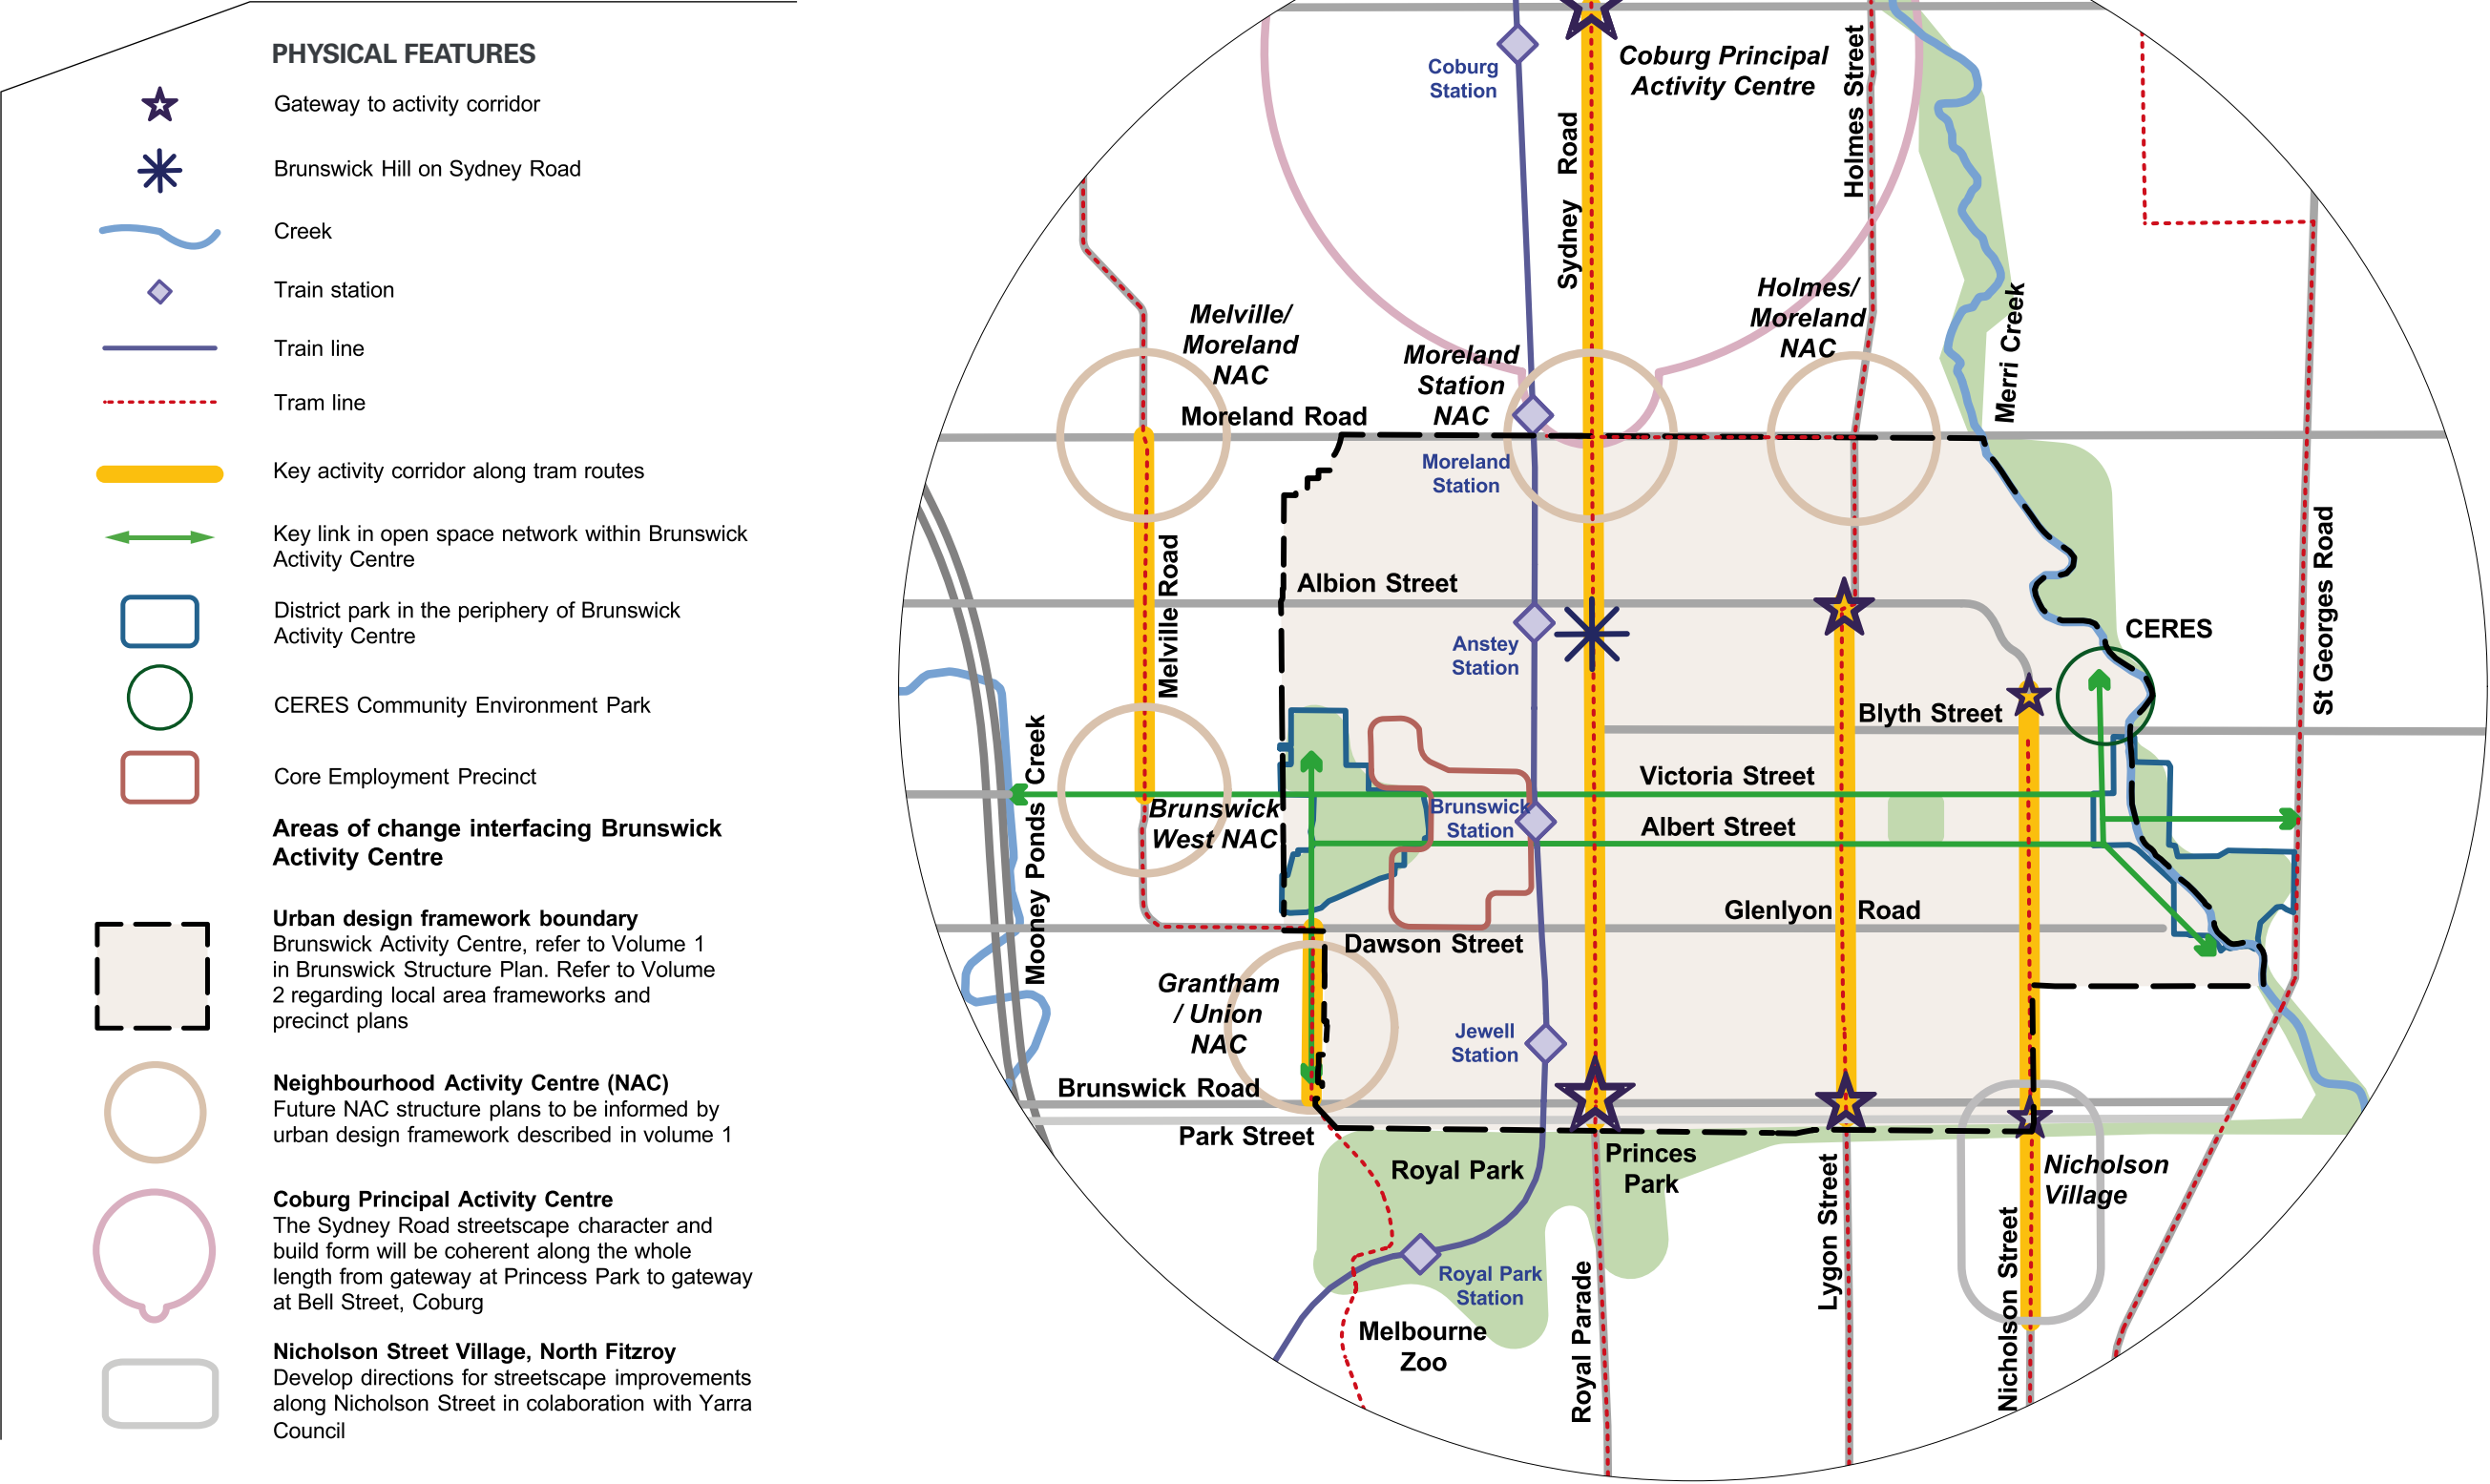 PHYSICAL FEATURES
Gateway to activity corridor
Brunswick Hill on Sydney Road
Creek
Train station
Train line
Tram line
Key activity corridor along tram routes
Key link in open space network within Brunswick
Activity Centre
District park in the periphery of Brunswick
Activity Centre
CERES Community Environment Park
Core Employment Precinct
Areas of change interfacing Brunswick
Activity Centre
Urban design framework boundary
Brunswick Activity Centre, refer to Volume 1
in Brunswick Structure Plan. Refer to Volume
2 regarding local area frameworks and
precinct plans
Neighbourhood Activity Centre (NAC)
Future NAC structure plans to be informed by
urban design framework described in volume 1
Coburg Principal Activity Centre
The Sydney Road streetscape character and
build form will be coherent along the whole
length from gateway at Princess Park to gateway
at Bell Street, Coburg
Nicholson Street Village, North Fitzroy
Develop directions for streetscape improvements
along Nicholson Street in colaboration with Yarra
Council
Coburg
Station
Coburg Principal
Activity Centre
Holmes Street
Sydney Road
Melville/
Moreland
NAC
Moreland
Station
NAC
Holmes/
Moreland
NAC
Merri Creek
Moreland Road
Moreland
Station
Albion Street
Melville Road
Anstey
Station
CERES
St Georges Road
Blyth Street
Mooney Ponds Creek
Victoria Street
Brunswick
West NAC
Brunswick
Station
Albert Street
Glenlyon Road
Dawson Street
Grantham
/ Union
NAC
Jewell
Station
Brunswick Road
Park Street
Royal Park
Princes
Park
Nicholson
Village
Lygon Street
Nicholson Street
Royal Park
Station
Royal Parade
Melbourne
Zoo